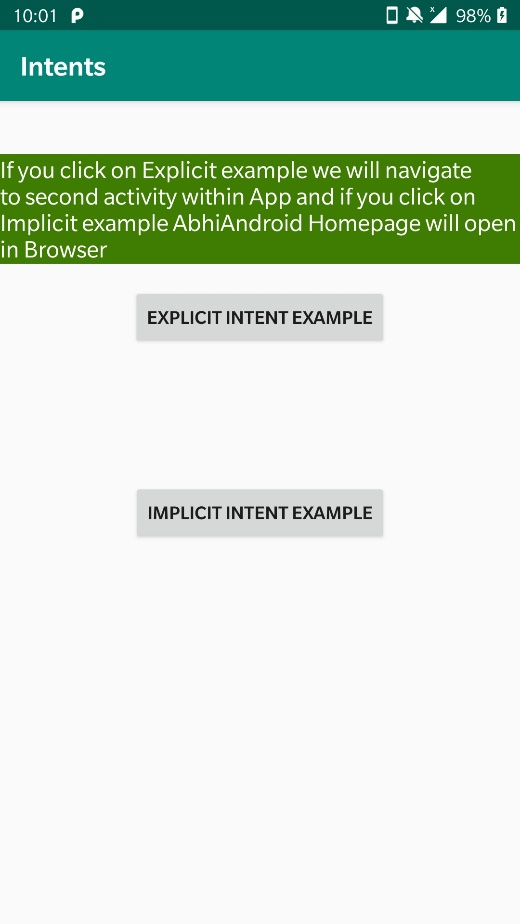 10:01 98%
Intents
If you click on Explicit example we will navigate
to second activity within App and if you click on
Implicit example AbhiAndroid Homepage will open
in Browser
EXPLICIT INTENT EXAMPLE
IMPLICIT INTENT EXAMPLE